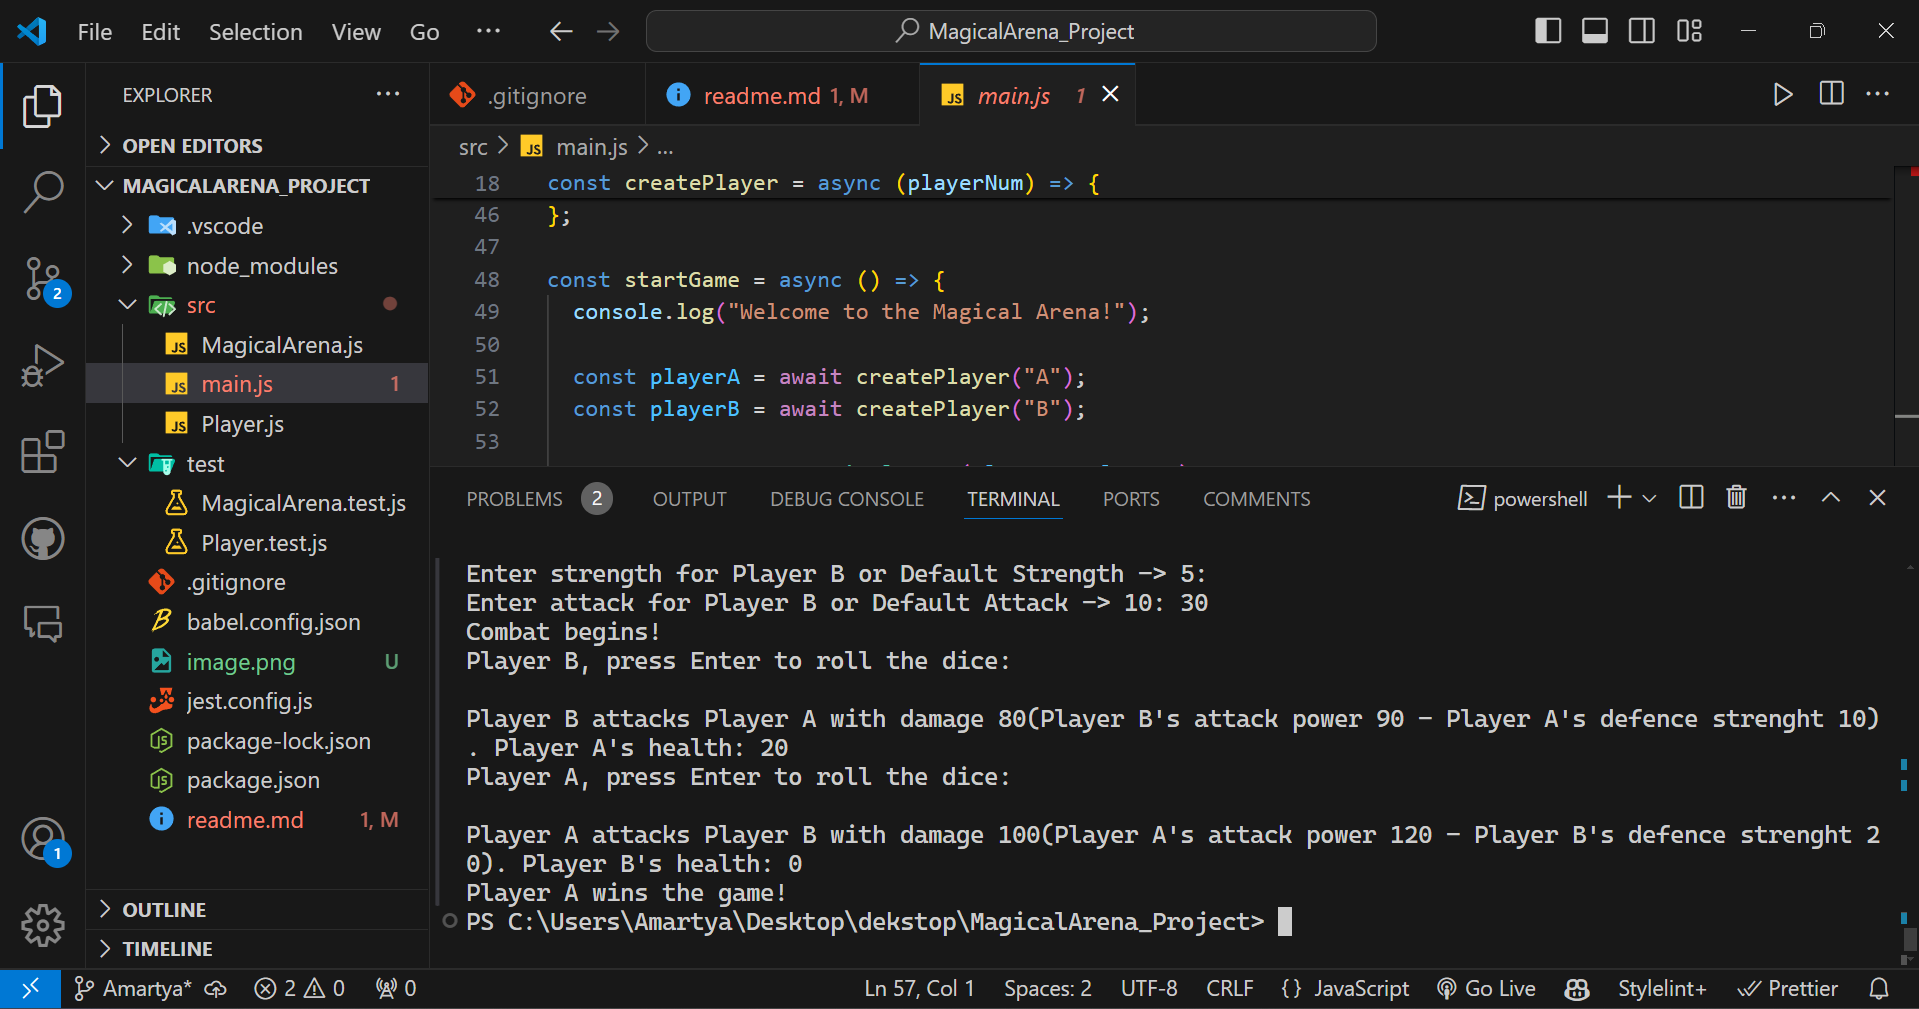 File Edit Selection View Go ··· MagicalArena_Project
EXPLORER
OPEN EDITORS
MAGICALARENA_PROJECT
.vscode
node_modules
src
JS MagicalArena.js
JS main.js 1
JS Player.js
test
MagicalArena.test.js
Player.test.js
.gitignore
babel.config.json
image.png U
jest.config.js
package-lock.json
package.json
readme.md 1, M
OUTLINE
TIMELINE
2
1
.gitignore readme.md 1, M JS main.js 1
src > JS main.js > ...
18 const createPlayer = async (playerNum) => {
46 };
47
48 const startGame = async () => {
49 console.log("Welcome to the Magical Arena!");
50
51 const playerA = await createPlayer("A");
52 const playerB = await createPlayer("B");
53
PROBLEMS 2 OUTPUT DEBUG CONSOLE TERMINAL PORTS COMMENTS powershell
Enter strength for Player B or Default Strength -> 5:
Enter attack for Player B or Default Attack -> 10: 30
Combat begins!
Player B, press Enter to roll the dice:
Player B attacks Player A with damage 80(Player B's attack power 90 - Player A's defence strenght 10)
. Player A's health: 20
Player A, press Enter to roll the dice:
Player A attacks Player B with damage 100(Player A's attack power 120 - Player B's defence strenght 2
0). Player B's health: 0
Player A wins the game!
PS C:\Users\Amartya\Desktop\dekstop\MagicalArena_Project>
Amartya* 2 0 0 Ln 57, Col 1 Spaces: 2 UTF-8 CRLF {} JavaScript Go Live Stylelint+ Prettier